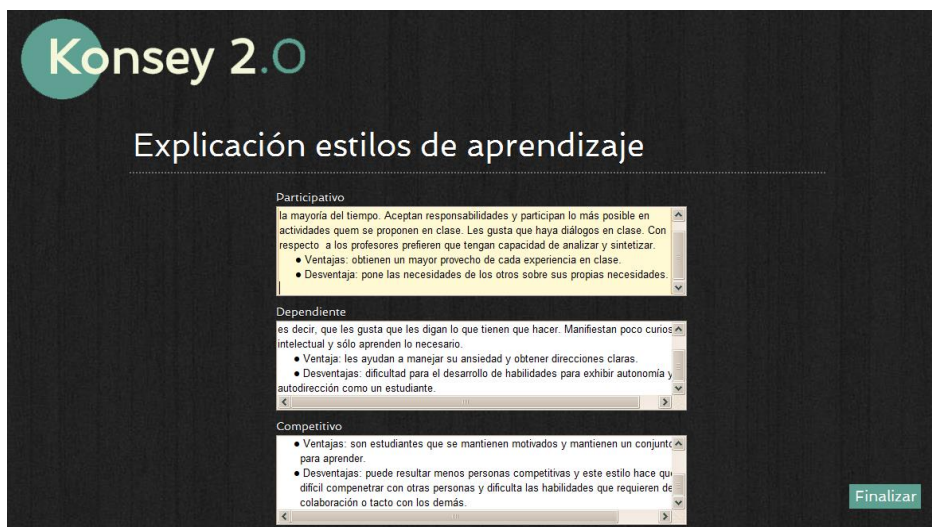 Konsey 2.0
Explicación estilos de aprendizaje
Participativo
la mayoría del tiempo. Aceptan responsabilidades y participan lo más posible en
actividades quem se proponen en clase. Les gusta que haya diálogos en clase. Con
respecto a los profesores prefieren que tengan capacidad de analizar y sintetizar.
● Ventajas: obtienen un mayor provecho de cada experiencia en clase.
● Desventaja: pone las necesidades de los otros sobre sus propias necesidades.
Dependiente
es decir, que les gusta que les digan lo que tienen que hacer. Manifiestan poco curios
intelectual y sólo aprenden lo necesario.
● Ventaja: les ayudan a manejar su ansiedad y obtener direcciones claras.
● Desventajas: dificultad para el desarrollo de habilidades para exhibir autonomía y
autodirección como un estudiante.
Competitivo
● Ventajas: son estudiantes que se mantienen motivados y mantienen un conjunto
para aprender.
● Desventajas: puede resultar menos personas competitivas y este estilo hace que
difícil compenetrar con otras personas y dificulta las habilidades que requieren de
colaboración o tacto con los demás.
Finalizar